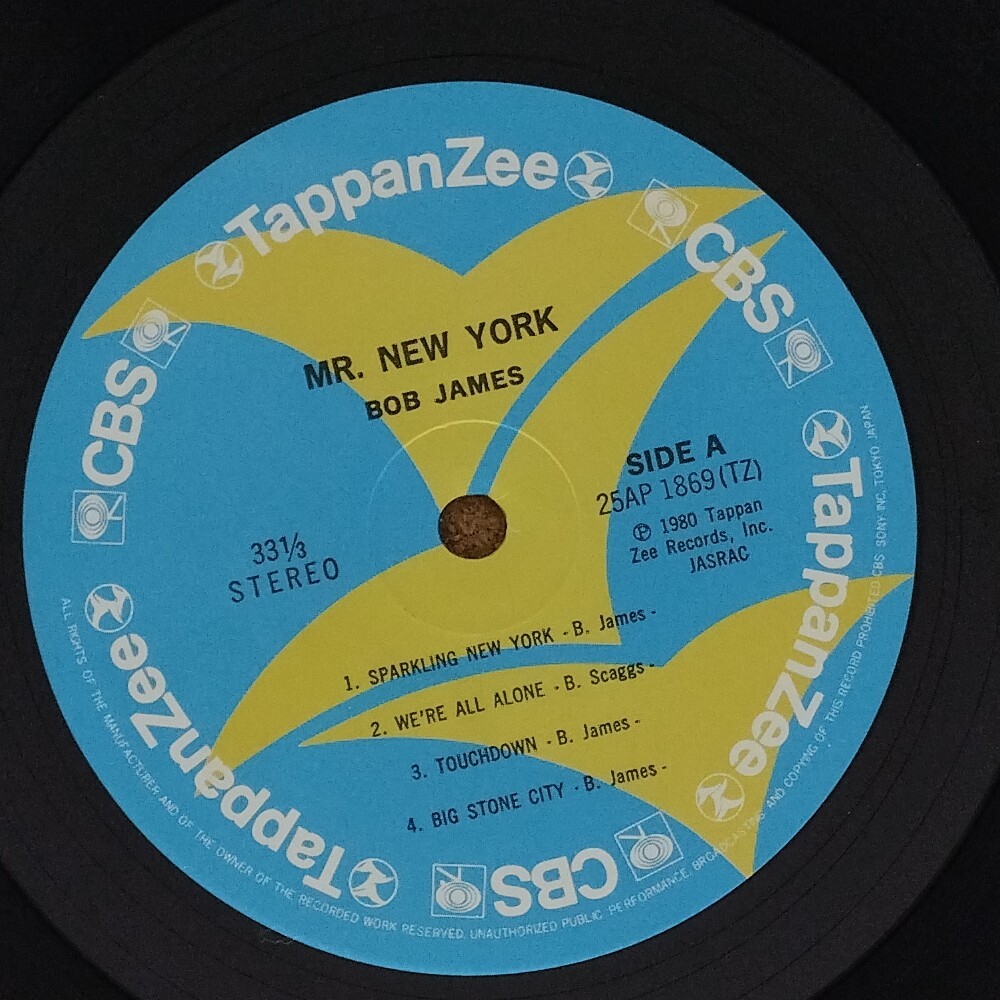 TappanZee
CBS
TappanZee
CBS
TappanZee
CBS
MR. NEW YORK
BOB JAMES
SIDE A
25AP 1869(TZ)
℗ 1980 Tappan
Zee Records, Inc.
JASRAC
33⅓
STEREO
1. SPARKLING NEW YORK - B. James -
2. WE'RE ALL ALONE - B. Scaggs -
3. TOUCHDOWN - B. James -
4. BIG STONE CITY - B. James -
ALL RIGHTS OF THE MANUFACTURER AND OF THE OWNER OF THE RECORDED WORK RESERVED. UNAUTHORIZED PUBLIC PERFORMANCE, BROADCASTING AND COPYING OF THIS RECORD PROHIBITED CBS SONY INC, TOKYO JAPAN